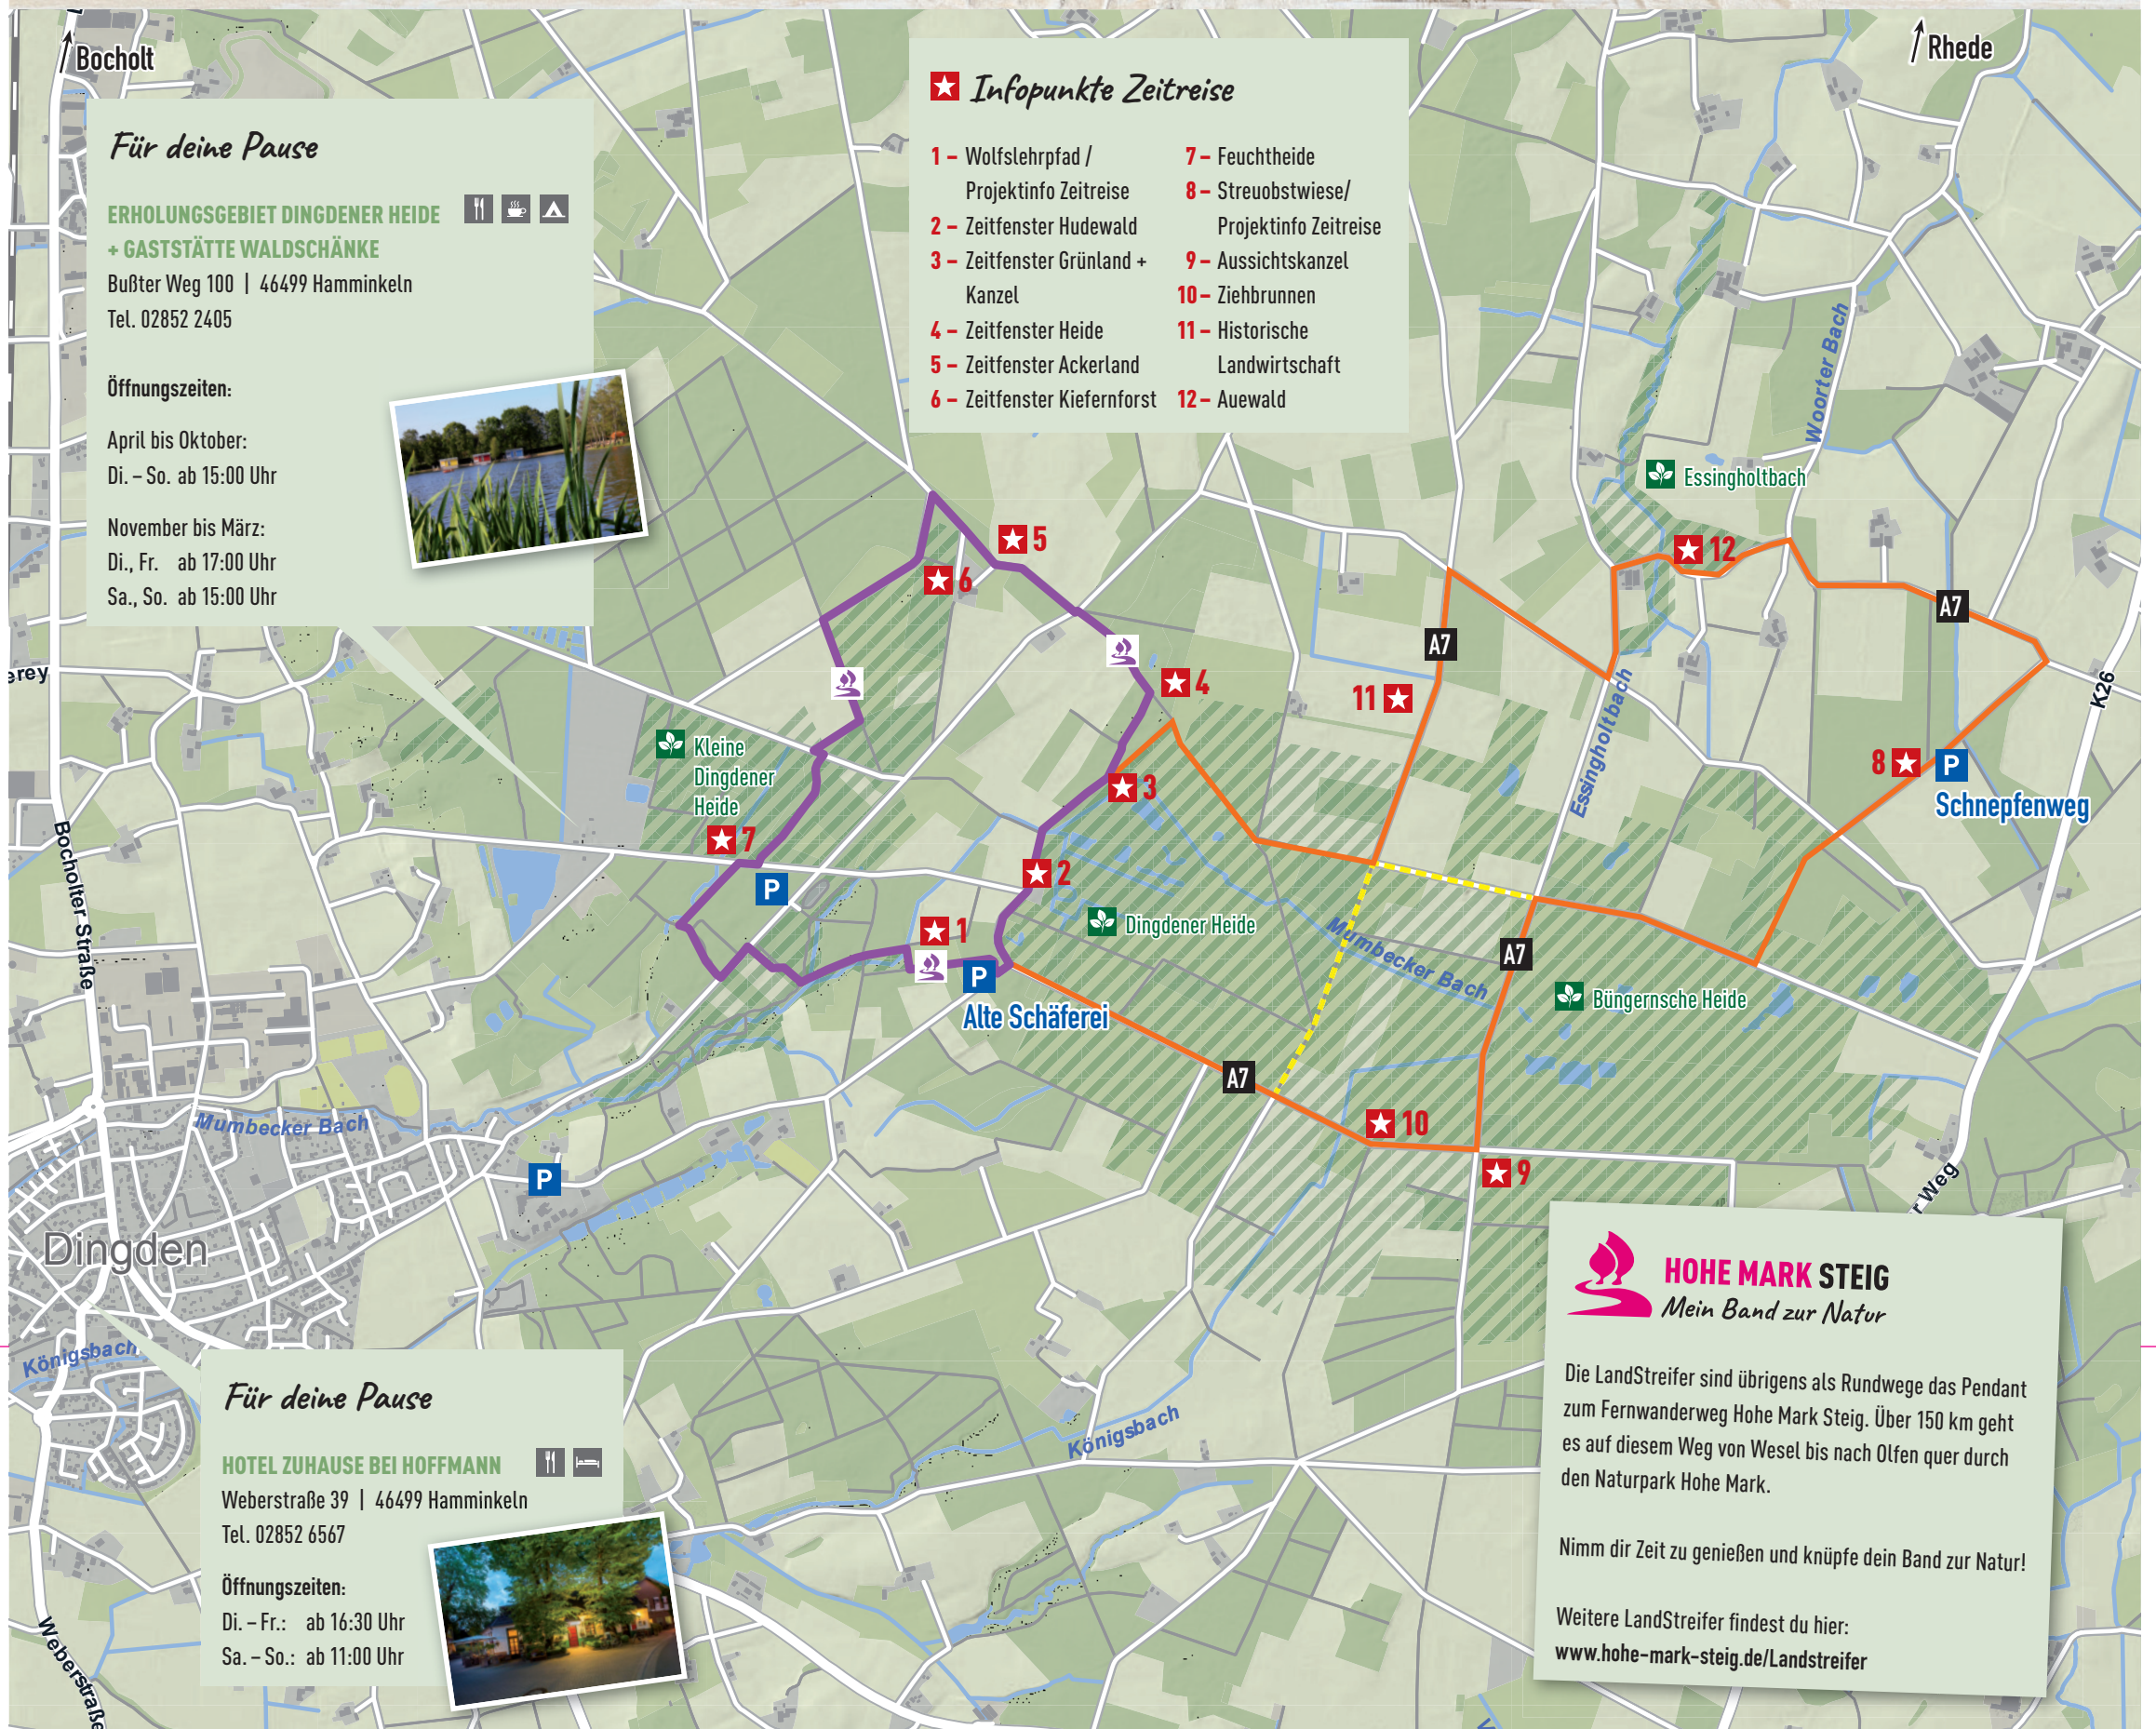 Bocholt
Rhede
Für deine Pause
ERHOLUNGSGEBIET DINGDENER HEIDE
+ GASTSTÄTTE WALDSCHÄNKE
Bußter Weg 100 | 46499 Hamminkeln
Tel. 02852 2405
Öffnungszeiten:
April bis Oktober:
Di. – So. ab 15:00 Uhr
November bis März:
Di., Fr. ab 17:00 Uhr
Sa., So. ab 15:00 Uhr
Infopunkte Zeitreise
1 – Wolfslehrpfad /
Projektinfo Zeitreise
2 – Zeitfenster Hudewald
3 – Zeitfenster Grünland +
Kanzel
4 – Zeitfenster Heide
5 – Zeitfenster Ackerland
6 – Zeitfenster Kiefernforst
7 – Feuchtheide
8 – Streuobstwiese/
Projektinfo Zeitreise
9 – Aussichtskanzel
10 – Ziehbrunnen
11 – Historische
Landwirtschaft
12 – Auewald
Woorter Bach
Essingholtbach
5
12
6
A7
A7
erey
4
11
K26
Essingholtbach
Kleine
Dingdener
Heide
8
P
Schnepfenweg
3
7
2
P
Bocholter Straße
1
Dingdener Heide
Mumbecker Bach
A7
P
Alte Schäferei
Büngernsche Heide
A7
Mumbecker Bach
10
9
P
r Weg
Dingden
Königsbach
Königsbach
Weberstraße
Für deine Pause
HOTEL ZUHAUSE BEI HOFFMANN
Weberstraße 39 | 46499 Hamminkeln
Tel. 02852 6567
Öffnungszeiten:
Di. – Fr.: ab 16:30 Uhr
Sa. – So.: ab 11:00 Uhr
HOHE MARK STEIG
Mein Band zur Natur
Die LandStreifer sind übrigens als Rundwege das Pendant
zum Fernwanderweg Hohe Mark Steig. Über 150 km geht
es auf diesem Weg von Wesel bis nach Olfen quer durch
den Naturpark Hohe Mark.
Nimm dir Zeit zu genießen und knüpfe dein Band zur Natur!
Weitere LandStreifer findest du hier:
www.hohe-mark-steig.de/Landstreifer